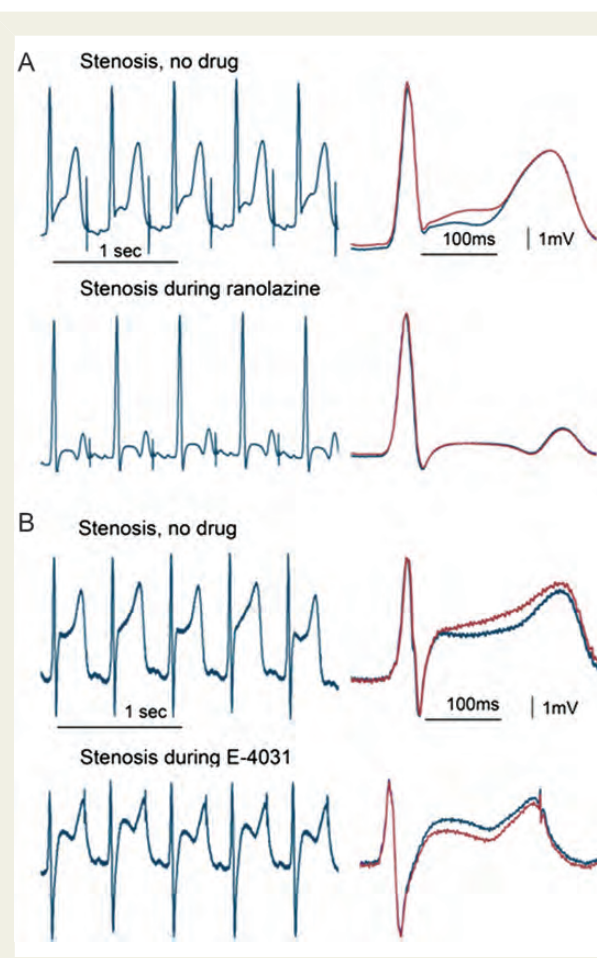 A
Stenosis, no drug
1 sec
100ms
1mV
Stenosis during ranolazine
B
Stenosis, no drug
1 sec
100ms
1mV
Stenosis during E-4031